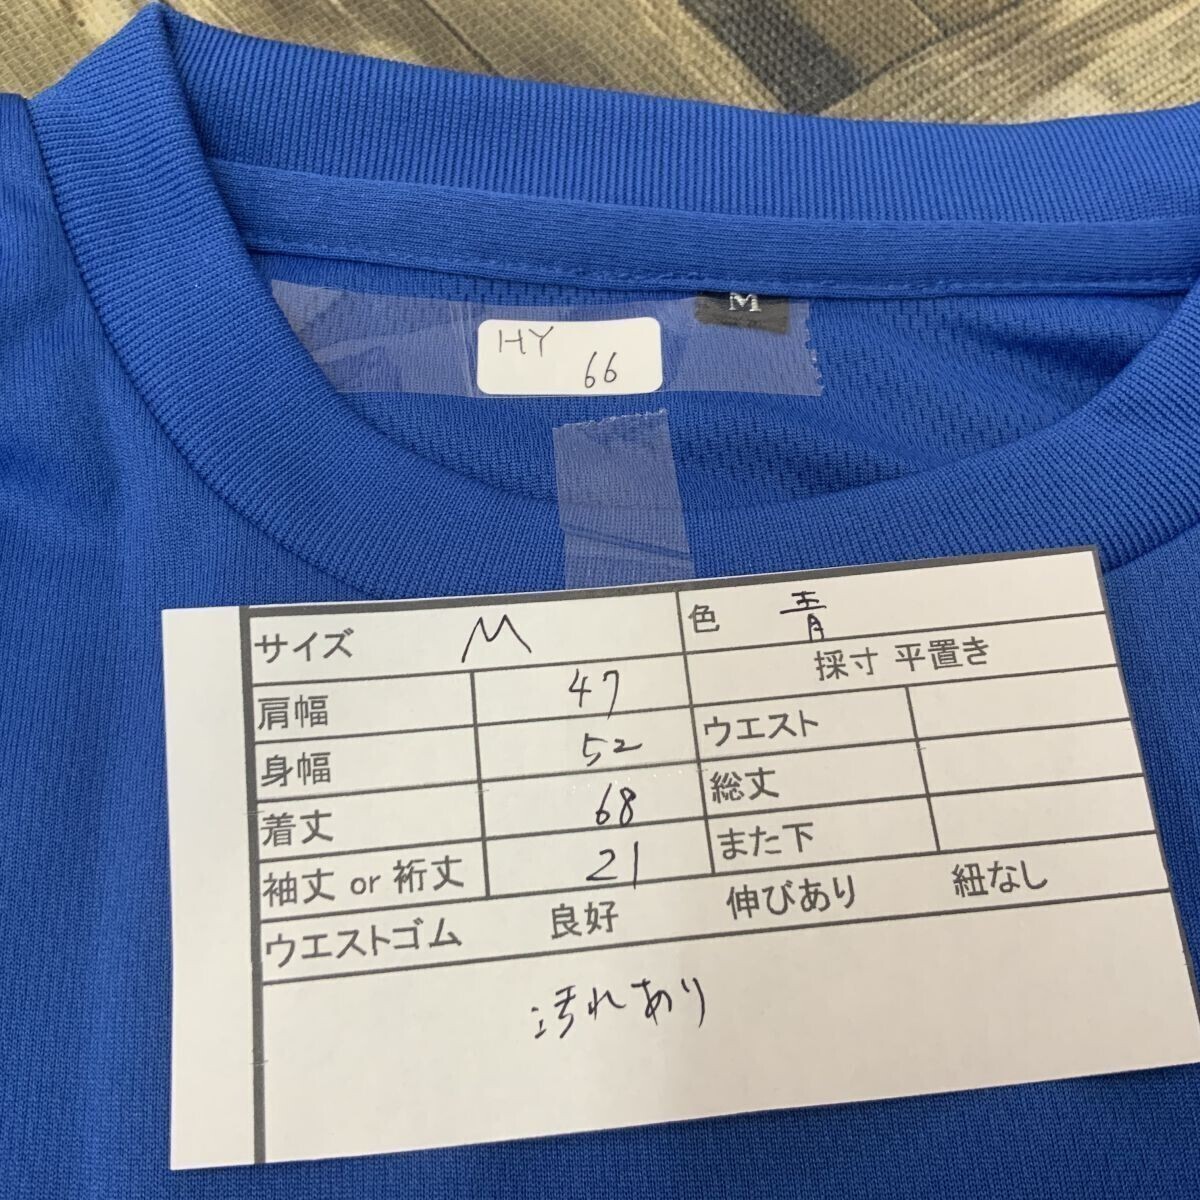 M
HY
66
サイズ M 色 青
採寸 平置き
肩幅 47
身幅 52 ウエスト
着丈 68 総丈
袖丈 or 裄丈 21 また下
ウエストゴム 良好 伸びあり 紐なし
汚れあり